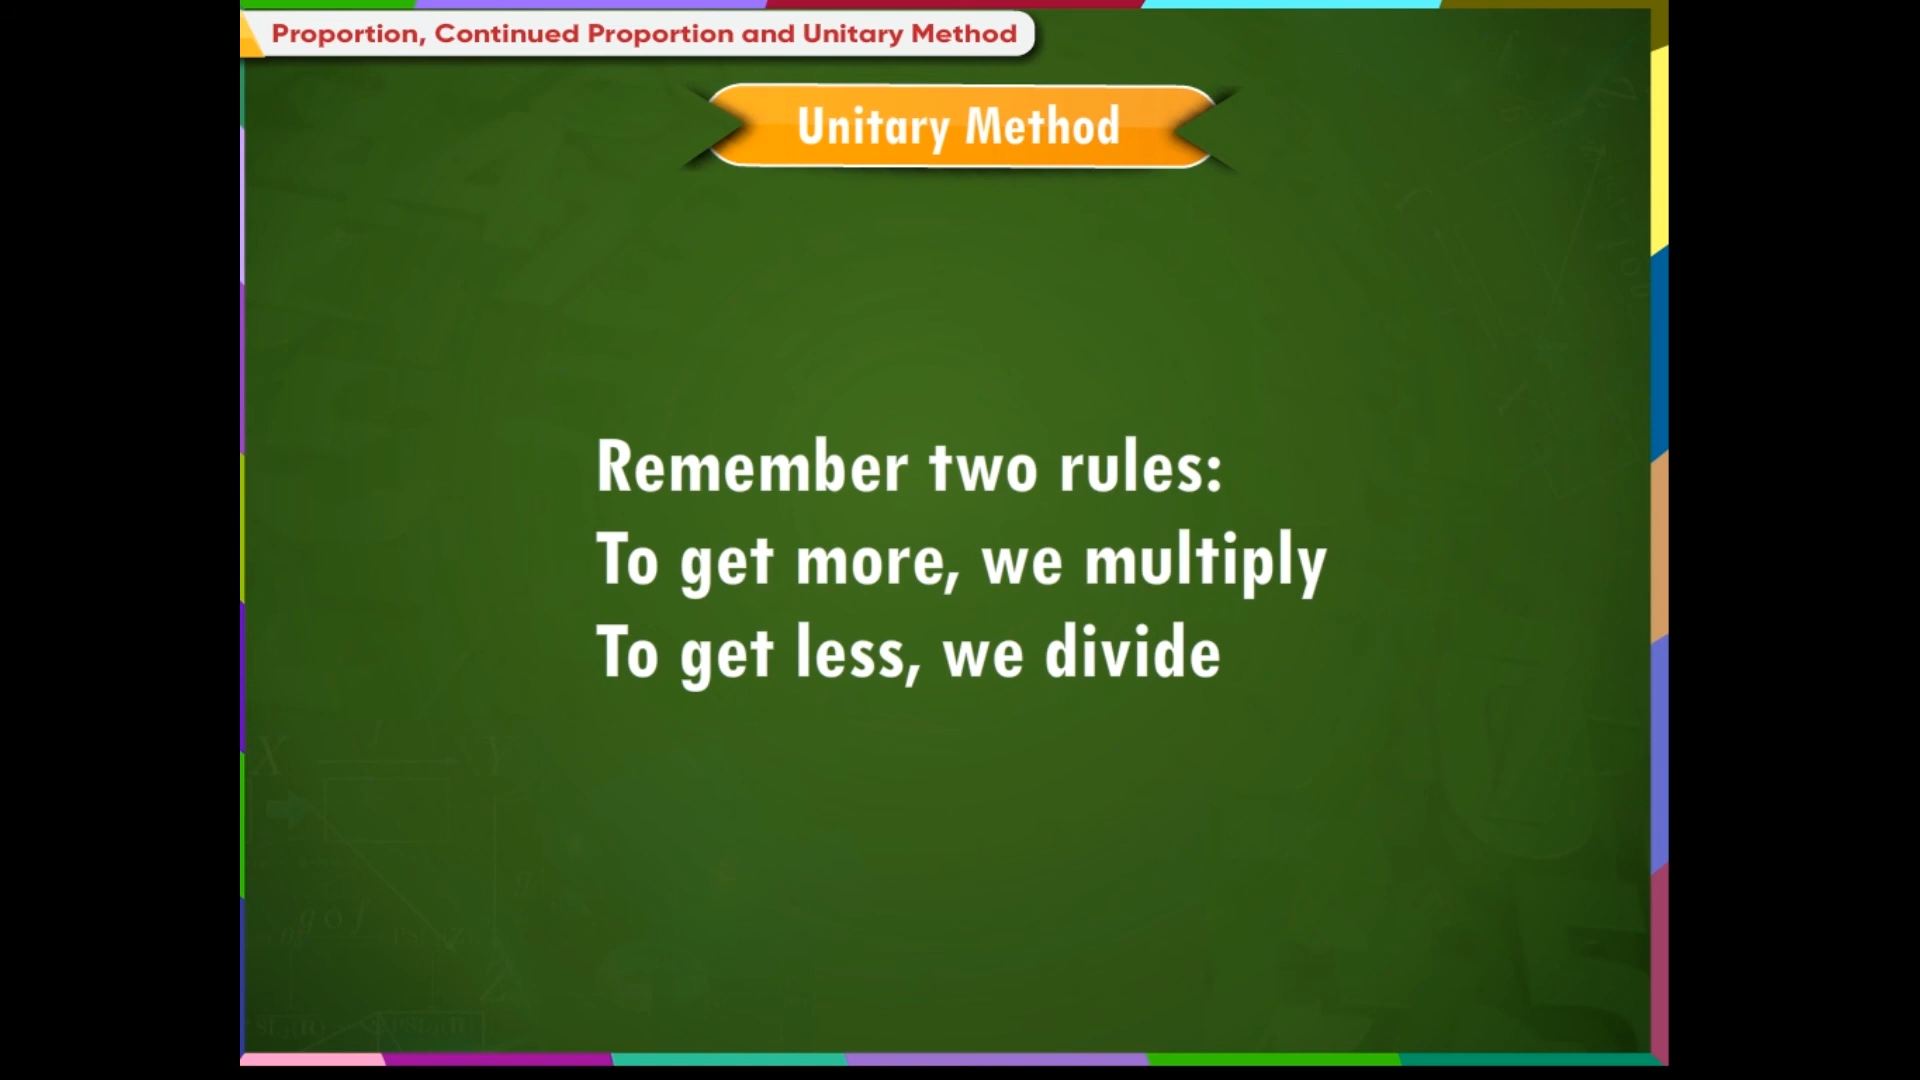 Proportion, Continued Proportion and Unitary Method
Unitary Method
Remember two rules:
To get more, we multiply
To get less, we divide